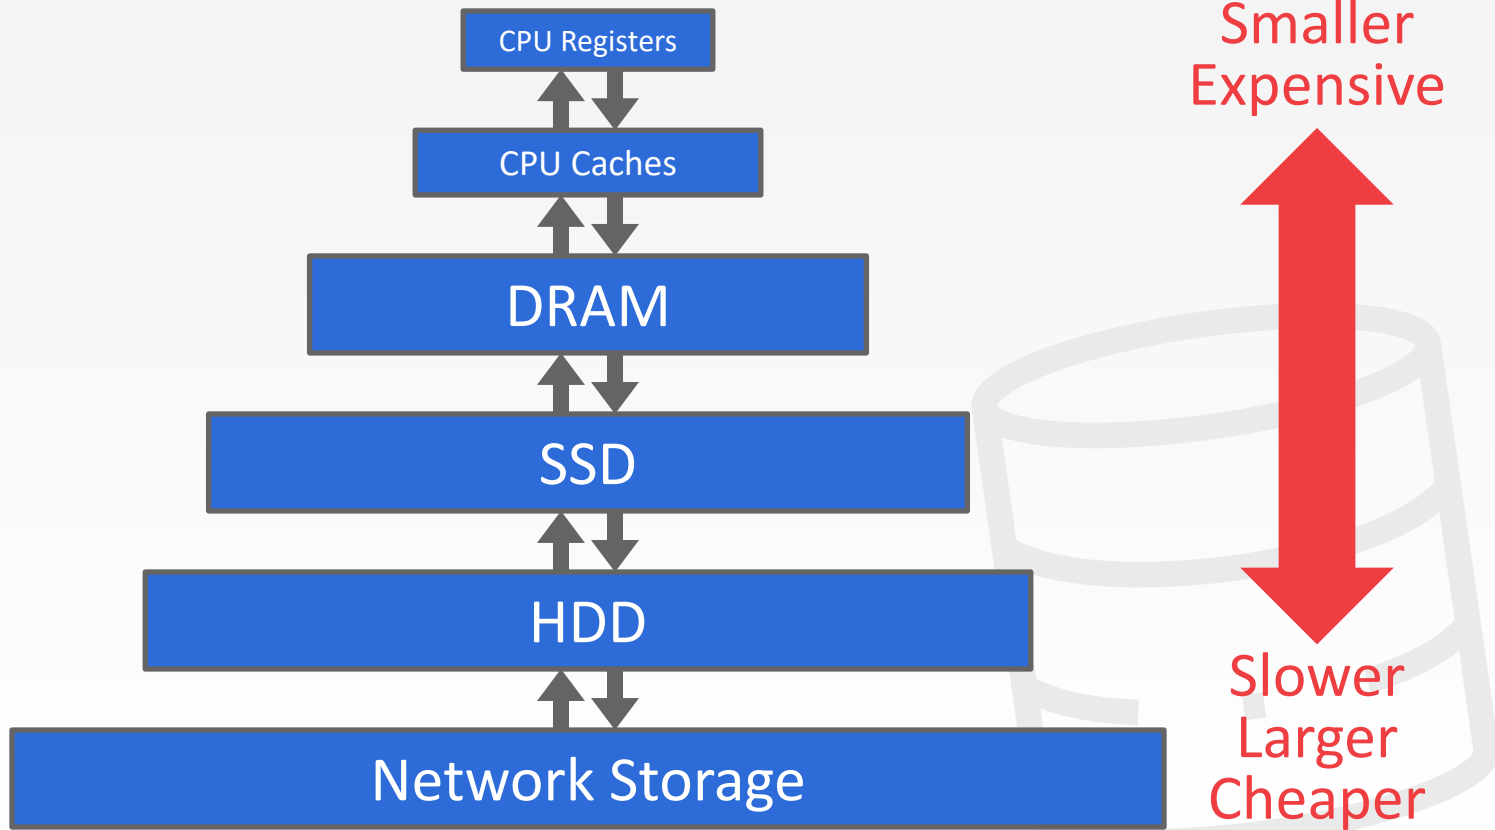 CPU Registers
CPU Caches
DRAM
SSD
HDD
Network Storage
Smaller
Expensive
Slower
Larger
Cheaper